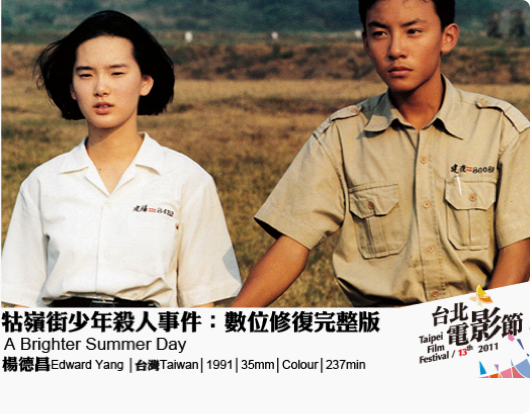 牯嶺街少年殺人事件：數位修復完整版
A Brighter Summer Day
楊德昌Edward Yang | 台灣Taiwan | 1991 | 35mm | Colour | 237min
台北
電影節
Taipei
Film
Festival / 13th 2011